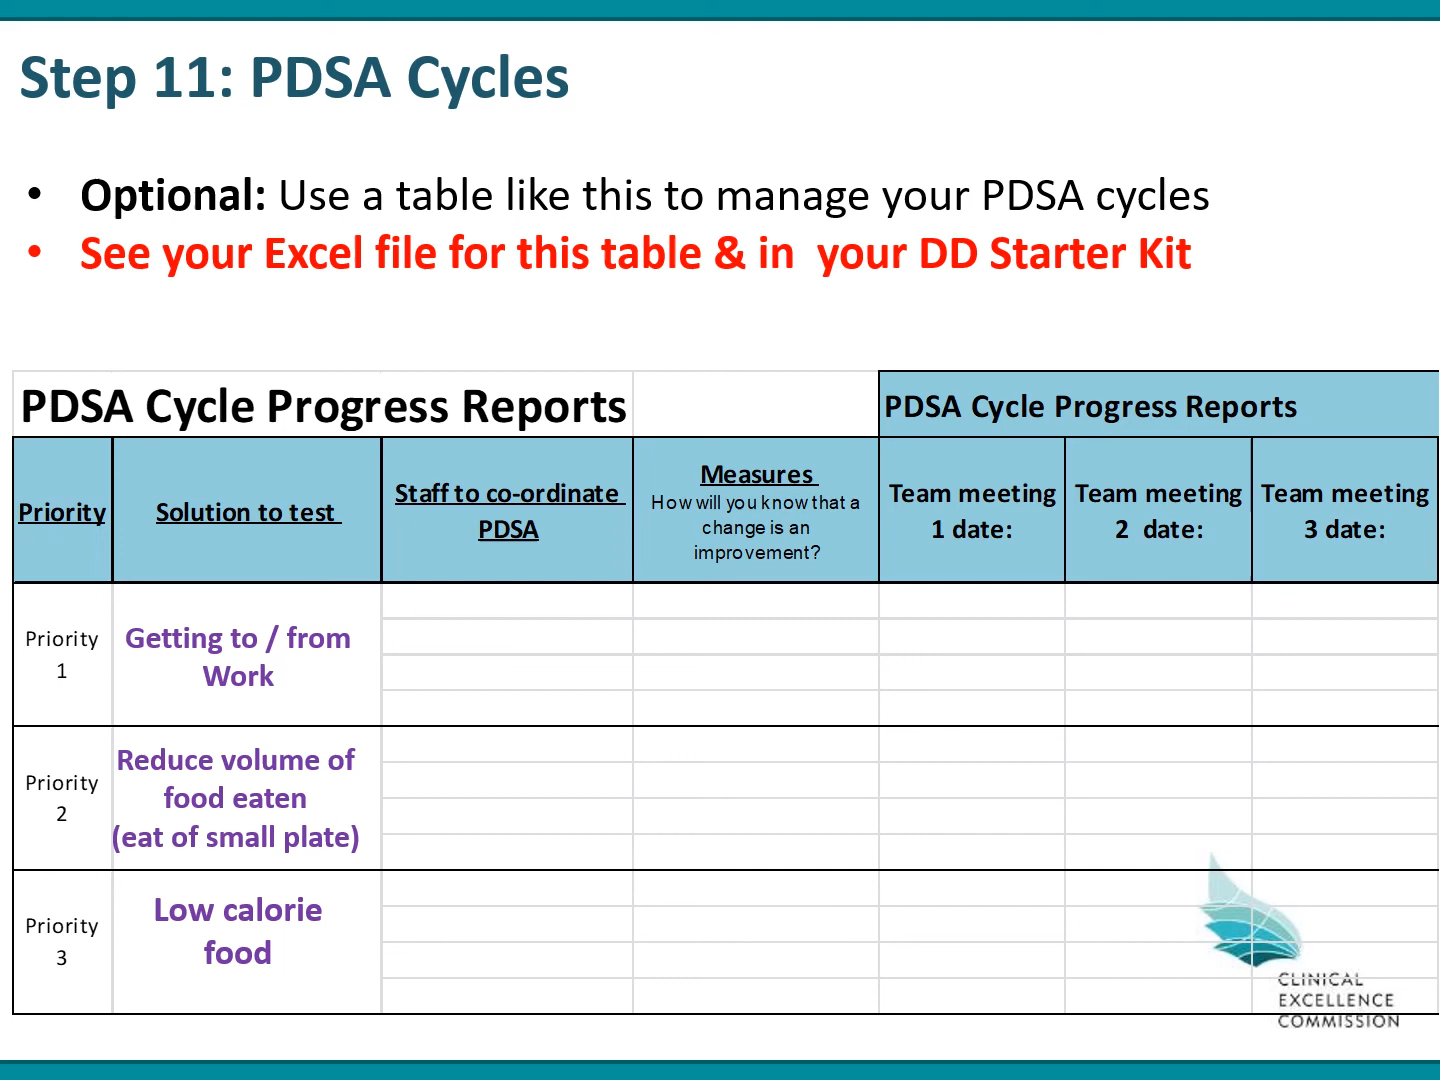 Step 11: PDSA Cycles
• Optional: Use a table like this to manage your PDSA cycles
• See your Excel file for this table & in  your DD Starter Kit
PDSA Cycle Progress Reports
PDSA Cycle Progress Reports
Priority
Solution to test
Staff to co-ordinate
PDSA
Measures
How will you know that a
change is an
improvement?
Team meeting
1 date:
Team meeting
2  date:
Team meeting
3 date:
Priority
1
Getting to / from
Work
Priority
2
Reduce volume of
food eaten
(eat of small plate)
Priority
3
Low calorie
food
CLINICAL
EXCELLENCE
COMMISSION